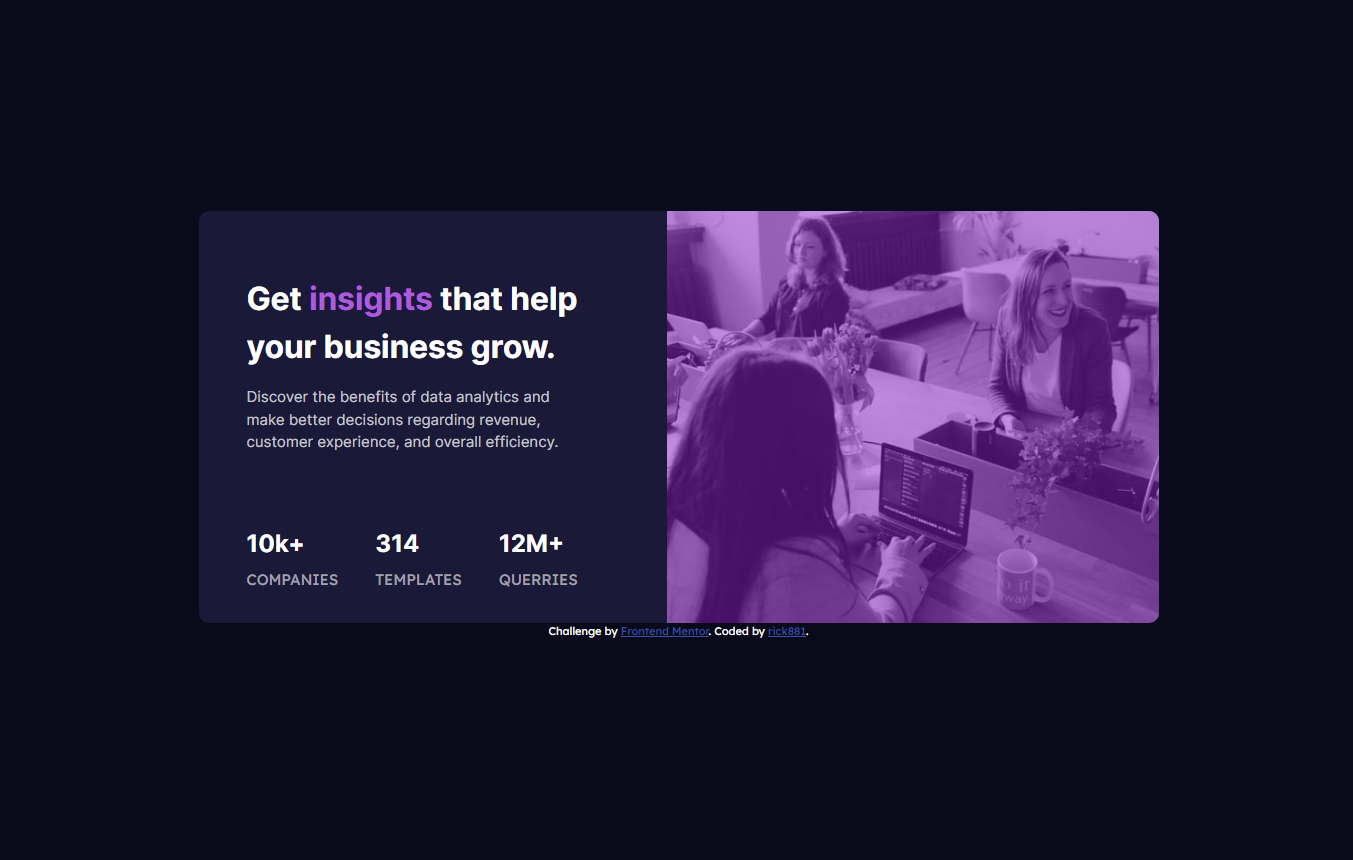 Get insights that help
your business grow.
Discover the benefits of data analytics and
make better decisions regarding revenue,
customer experience, and overall efficiency.
10k+ 314 12M+
COMPANIES TEMPLATES QUERRIES
Challenge by Frontend Mentor. Coded by rick881.